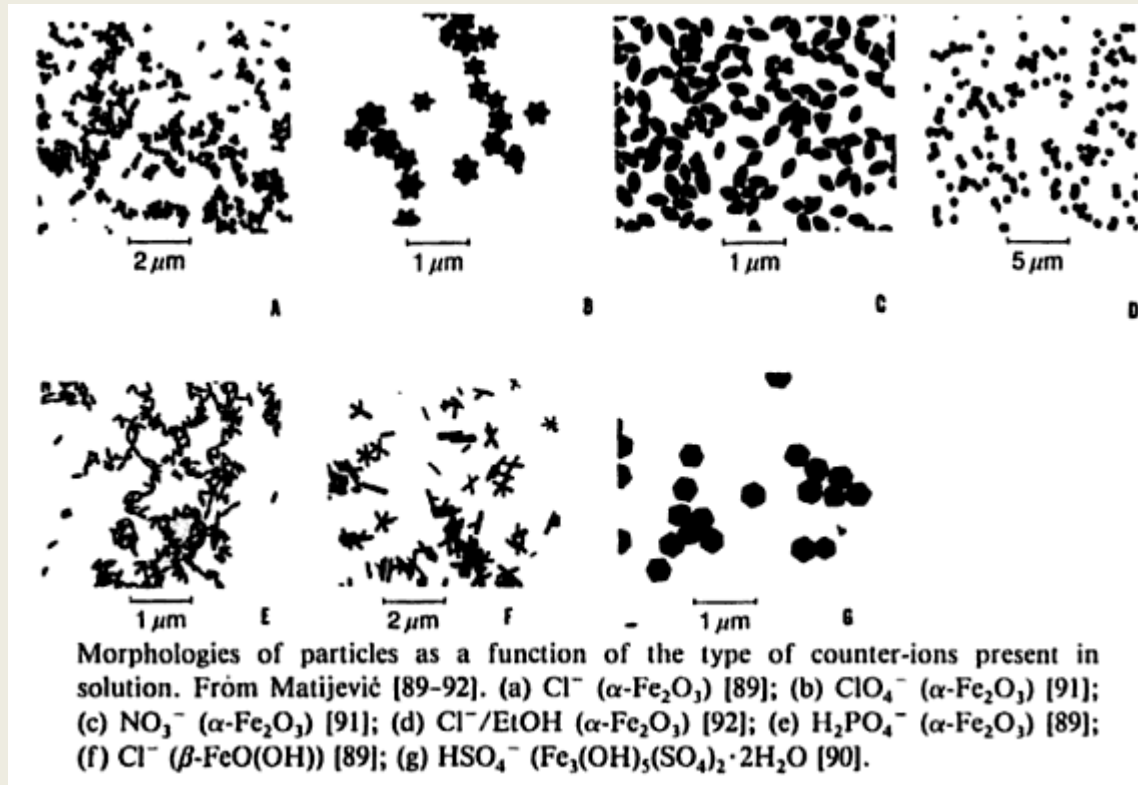 2 μm
1 μm
1 μm
5 μm
A
B
C
D
1 μm
E
2 μm
F
1 μm
G
Morphologies of particles as a function of the type of counter-ions present in
solution. From Matijević [89–92]. (a) Cl⁻ (α-Fe₂O₃) [89]; (b) ClO₄⁻ (α-Fe₂O₃) [91];
(c) NO₃⁻ (α-Fe₂O₃) [91]; (d) Cl⁻/EtOH (α-Fe₂O₃) [92]; (e) H₂PO₄⁻ (α-Fe₂O₃) [89];
(f) Cl⁻ (β-FeO(OH)) [89]; (g) HSO₄⁻ (Fe₃(OH)₅(SO₄)₂·2H₂O [90].